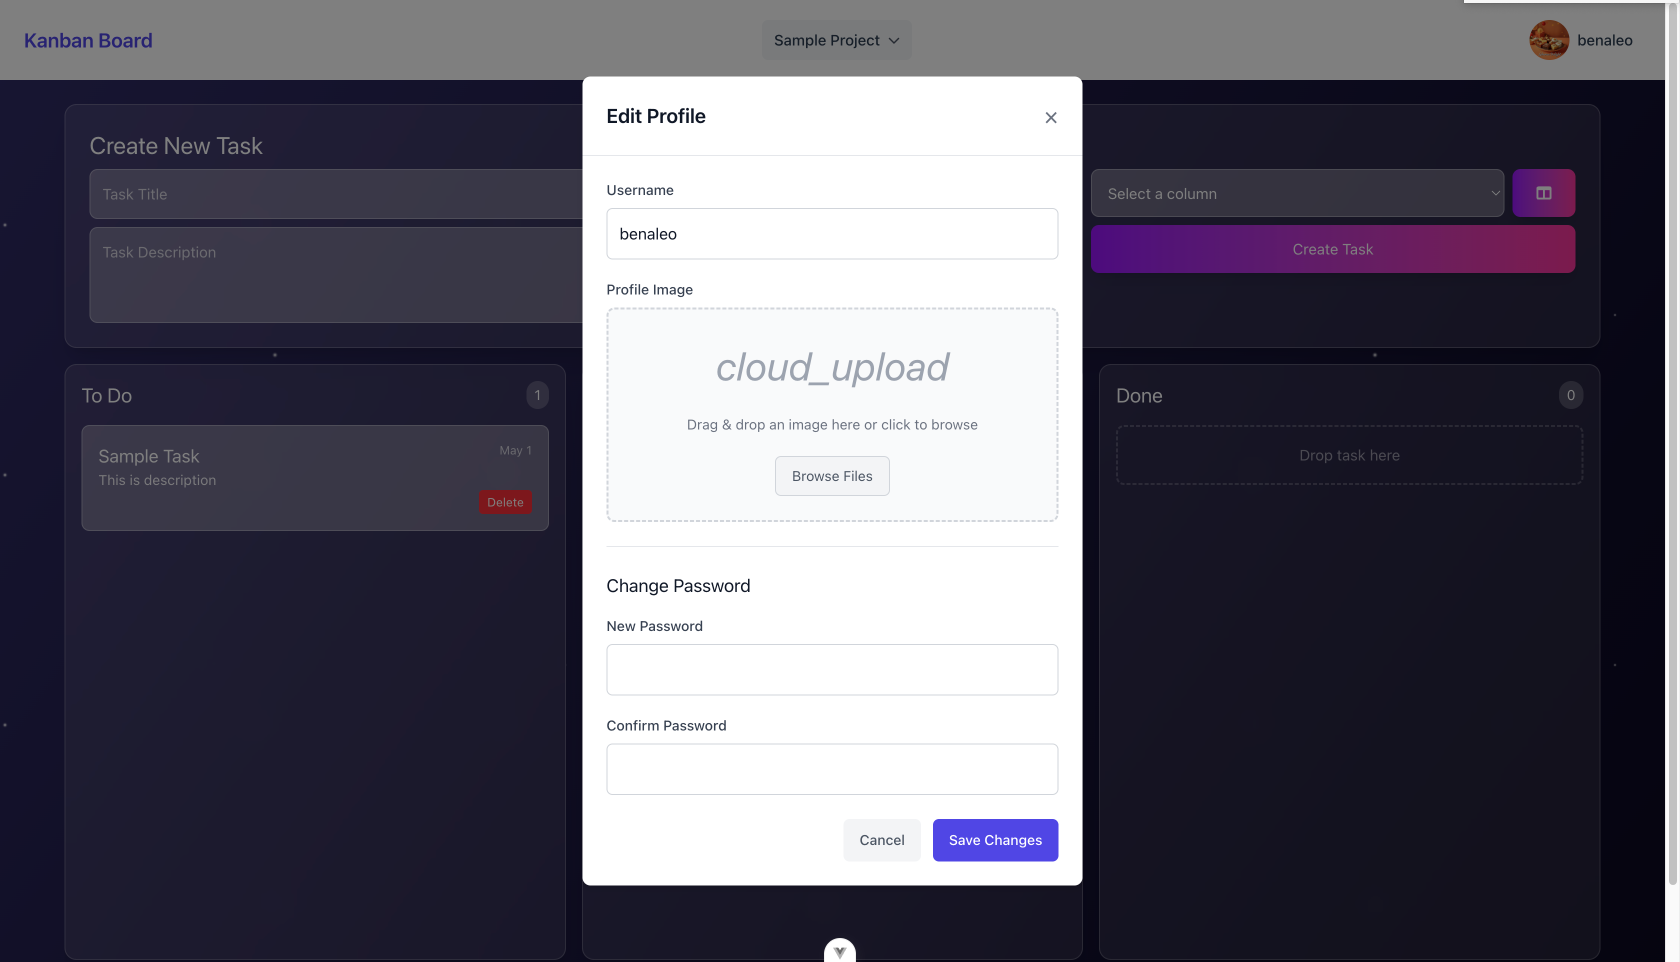 Kanban Board
Sample Project
benaleo
Edit Profile
Username
benaleo
Profile Image
cloud_upload
Drag & drop an image here or click to browse
Browse Files
Change Password
New Password
Confirm Password
Cancel
Save Changes
Create New Task
Task Title
Task Description
Select a column
Create Task
To Do
1
Sample Task
May 1
This is description
Delete
Done
0
Drop task here